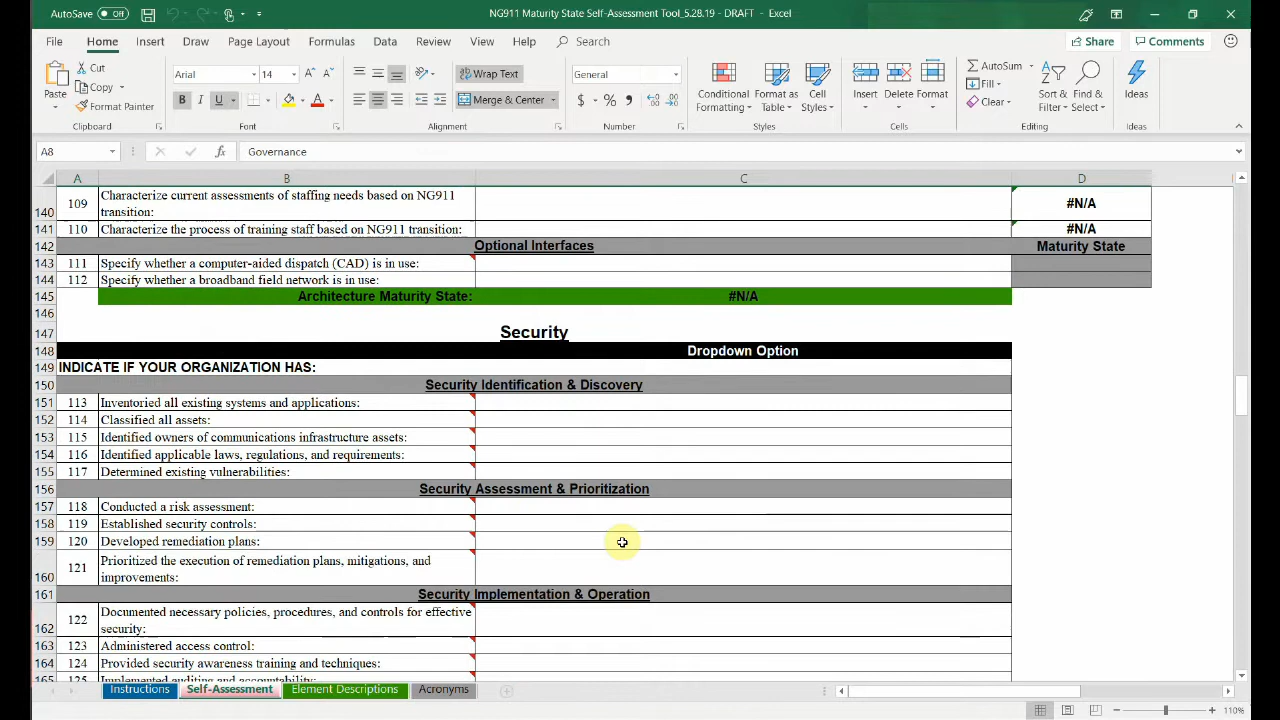 AutoSave Off NG911 Maturity State Self-Assessment Tool_5.28.19 - DRAFT - Excel
File Home Insert Draw Page Layout Formulas Data Review View Help Search Share Comments
Paste Cut Copy Format Painter Clipboard
Arial 14 B I U Font
Wrap Text Merge & Center Alignment
General $ % , Number
Conditional Formatting Format as Table Cell Styles Styles
Insert Delete Format Cells
AutoSum Fill Clear Sort & Filter Find & Select Editing
Ideas Ideas
A8 fx Governance
A B C D
140 109 Characterize current assessments of staffing needs based on NG911 transition: #N/A
141 110 Characterize the process of training staff based on NG911 transition: #N/A
142 Optional Interfaces Maturity State
143 111 Specify whether a computer-aided dispatch (CAD) is in use:
144 112 Specify whether a broadband field network is in use:
145 Architecture Maturity State: #N/A
146
147 Security
148 Dropdown Option
149 INDICATE IF YOUR ORGANIZATION HAS:
150 Security Identification & Discovery
151 113 Inventoried all existing systems and applications:
152 114 Classified all assets:
153 115 Identified owners of communications infrastructure assets:
154 116 Identified applicable laws, regulations, and requirements:
155 117 Determined existing vulnerabilities:
156 Security Assessment & Prioritization
157 118 Conducted a risk assessment:
158 119 Established security controls:
159 120 Developed remediation plans:
160 121 Prioritized the execution of remediation plans, mitigations, and improvements:
161 Security Implementation & Operation
162 122 Documented necessary policies, procedures, and controls for effective security:
163 123 Administered access control:
164 124 Provided security awareness training and techniques:
165 125 Implemented auditing and accountability:
Instructions Self-Assessment Element Descriptions Acronyms
110%